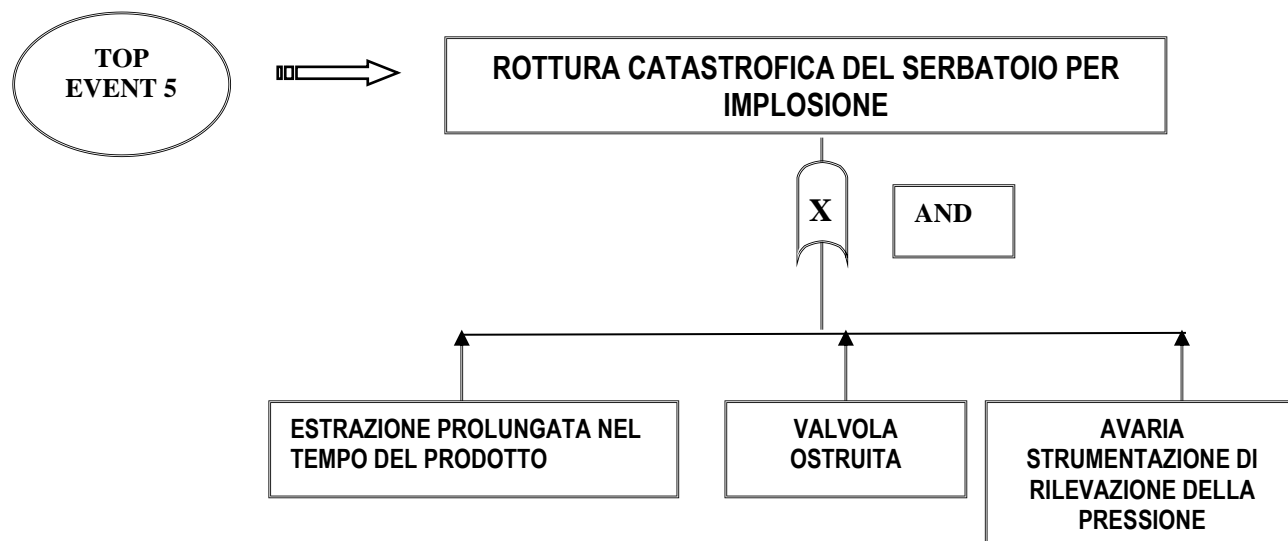 TOP
EVENT 5
ROTTURA CATASTROFICA DEL SERBATOIO PER
IMPLOSIONE
X
AND
ESTRAZIONE PROLUNGATA NEL
TEMPO DEL PRODOTTO
VALVOLA
OSTRUITA
AVARIA
STRUMENTAZIONE DI
RILEVAZIONE DELLA
PRESSIONE